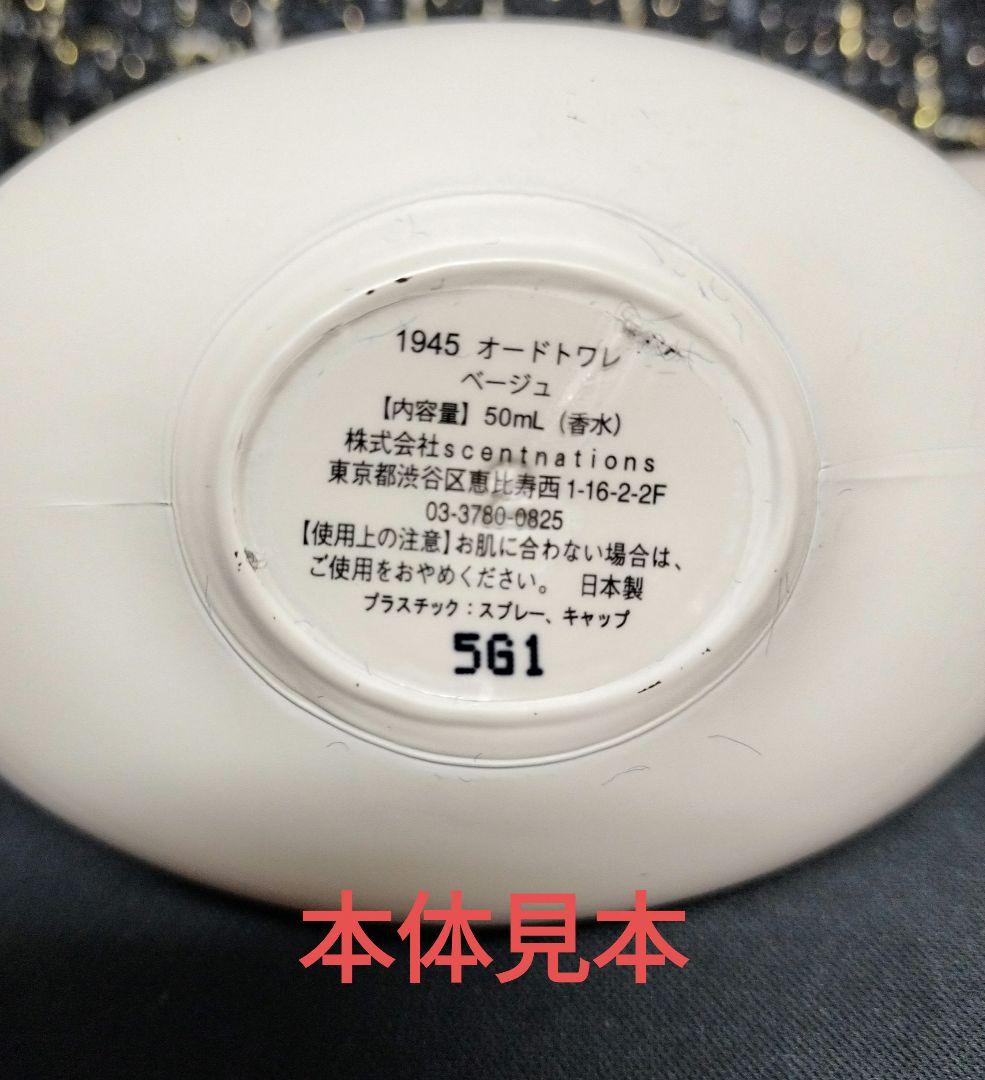 1945 オードトワレ
ベージュ
【内容量】50mL (香水)
株式会社scentnations
東京都渋谷区恵比寿西1-16-2-2F
03-3780-0825
【使用上の注意】お肌に合わない場合は、
ご使用をおやめください。 日本製
プラスチック：スプレー、キャップ
5G1
本体見本